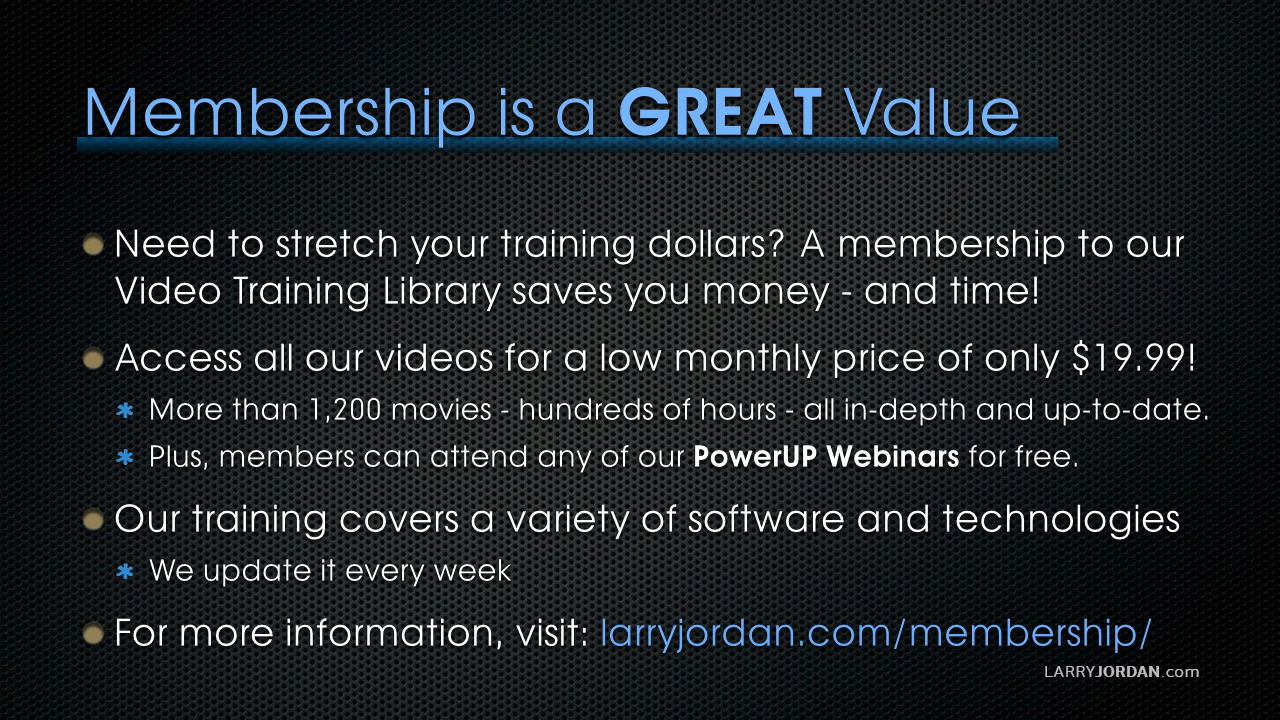 Membership is a GREAT Value
Need to stretch your training dollars? A membership to our
Video Training Library saves you money - and time!
Access all our videos for a low monthly price of only $19.99!
More than 1,200 movies - hundreds of hours - all in-depth and up-to-date.
Plus, members can attend any of our PowerUP Webinars for free.
Our training covers a variety of software and technologies
We update it every week
For more information, visit: larryjordan.com/membership/
LARRYJORDAN.com